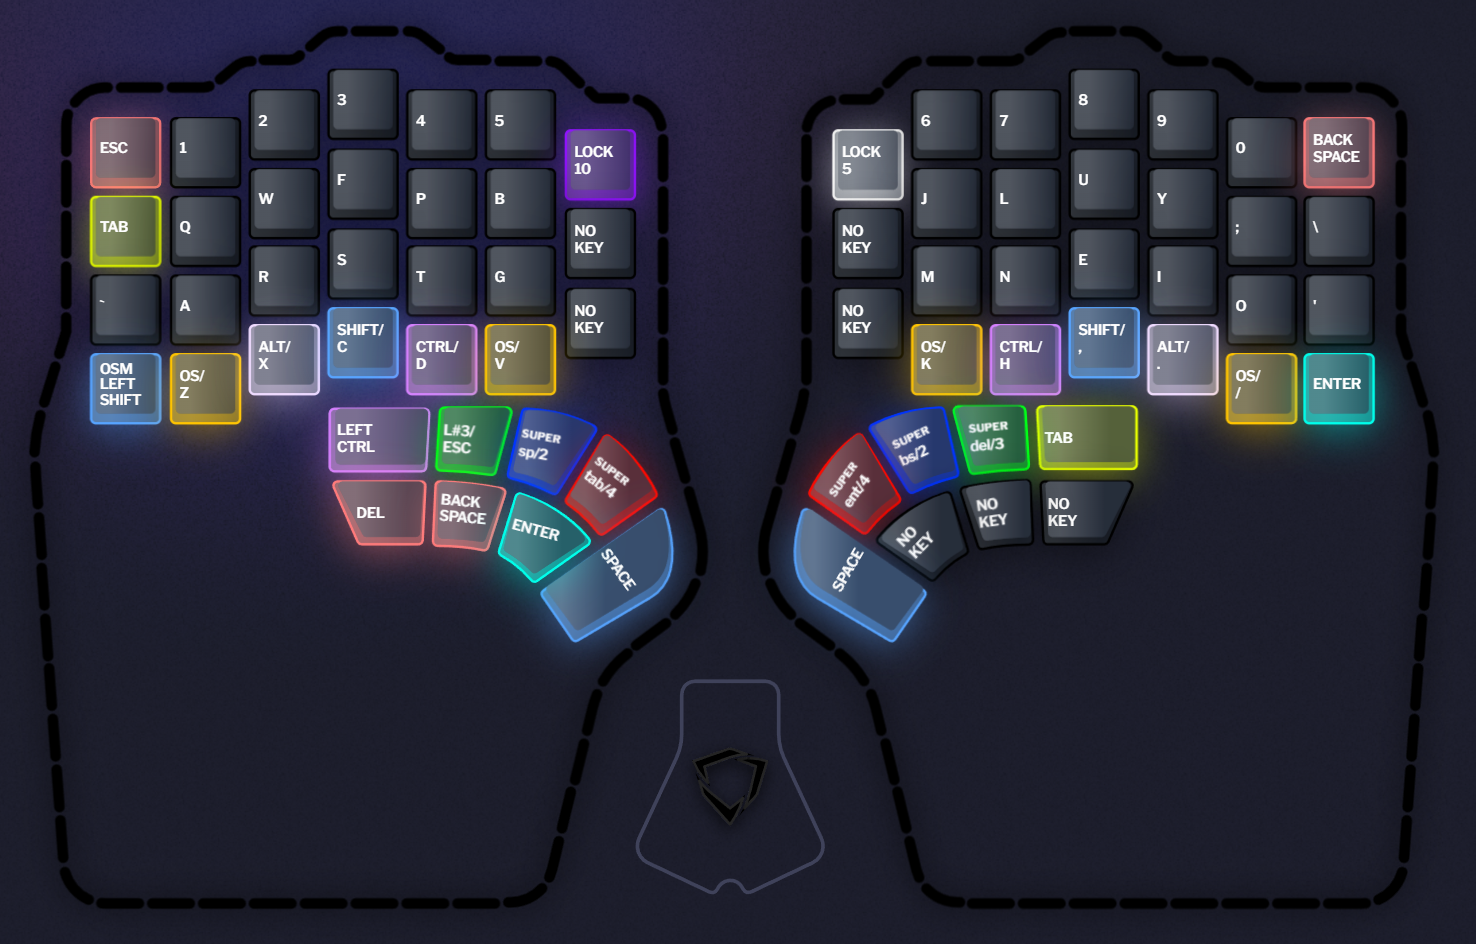 ESC
1
2
3
4
5
LOCK
10
TAB
Q
W
F
P
B
NO
KEY
~
A
R
S
T
G
NO
KEY
OSM
LEFT
SHIFT
OS/
Z
ALT/
X
SHIFT/
C
CTRL/
D
OS/
V
LEFT
CTRL
L#3/
ESC
SUPER
sp/2
SUPER
tab/4
DEL
BACK
SPACE
ENTER
SPACE
LOCK
5
6
7
8
9
0
BACK
SPACE
NO
KEY
J
L
U
Y
;
\
NO
KEY
M
N
E
I
O
'
OS/
K
CTRL/
H
SHIFT/
,
ALT/
.
OS/
/
ENTER
SUPER
ent/4
SUPER
bs/2
SUPER
del/3
TAB
SPACE
NO
KEY
NO
KEY
NO
KEY